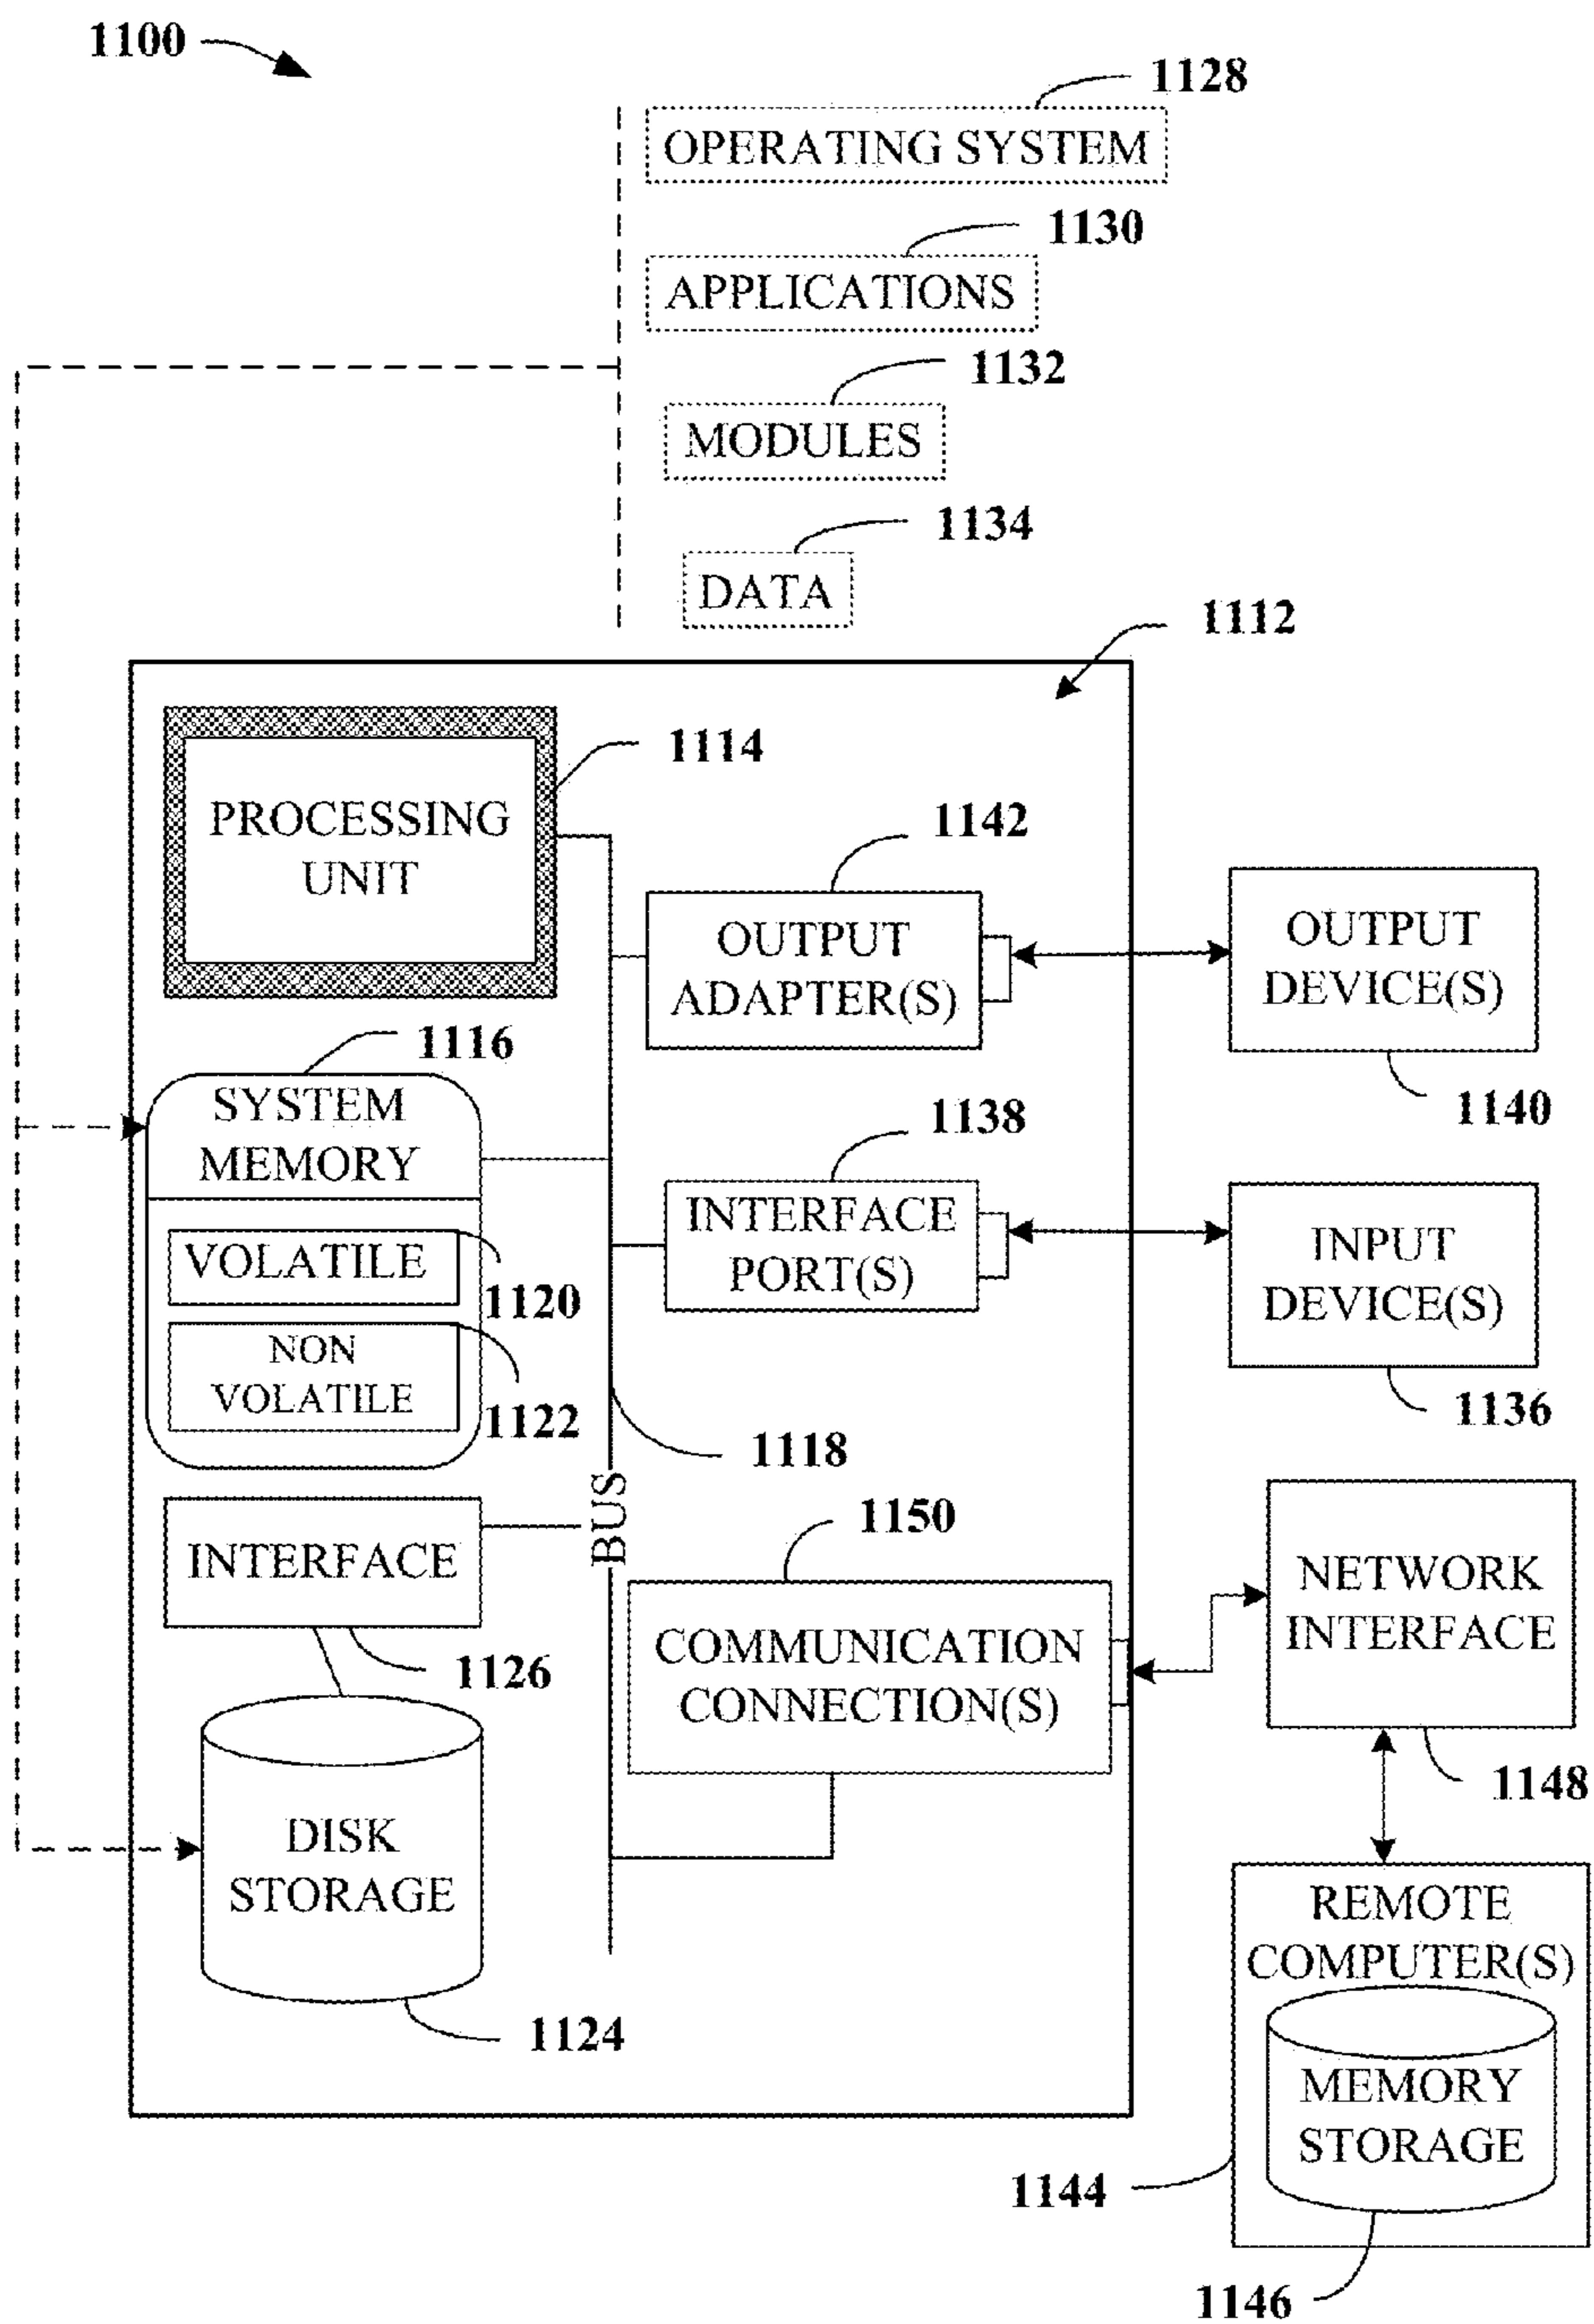 1100
1128
OPERATING SYSTEM
1130
APPLICATIONS
1132
MODULES
1134
DATA
1112
PROCESSING
UNIT
1114
1142
OUTPUT
ADAPTER(S)
OUTPUT
DEVICE(S)
1140
1116
SYSTEM
MEMORY
VOLATILE
1120
NON
VOLATILE
1122
1138
INTERFACE
PORT(S)
INPUT
DEVICE(S)
1136
1118
BUS
INTERFACE
1126
1150
COMMUNICATION
CONNECTION(S)
NETWORK
INTERFACE
1148
DISK
STORAGE
1124
REMOTE
COMPUTER(S)
MEMORY
STORAGE
1144
1146